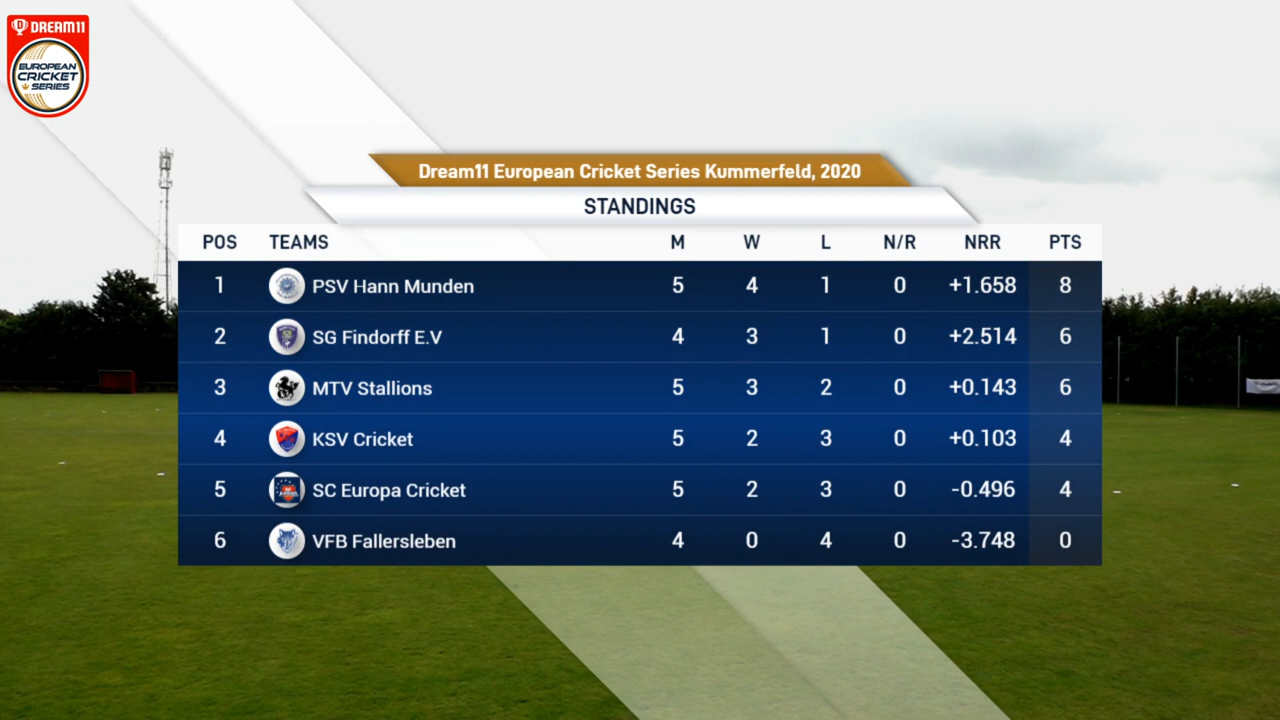 DREAM11
EUROPEAN
CRICKET
SERIES
Dream11 European Cricket Series Kummerfeld, 2020
STANDINGS
POS TEAMS M W L N/R NRR PTS
1 PSV Hann Munden 5 4 1 0 +1.658 8
2 SG Findorff E.V 4 3 1 0 +2.514 6
3 MTV Stallions 5 3 2 0 +0.143 6
4 KSV Cricket 5 2 3 0 +0.103 4
5 SC Europa Cricket 5 2 3 0 -0.496 4
6 VFB Fallersleben 4 0 4 0 -3.748 0